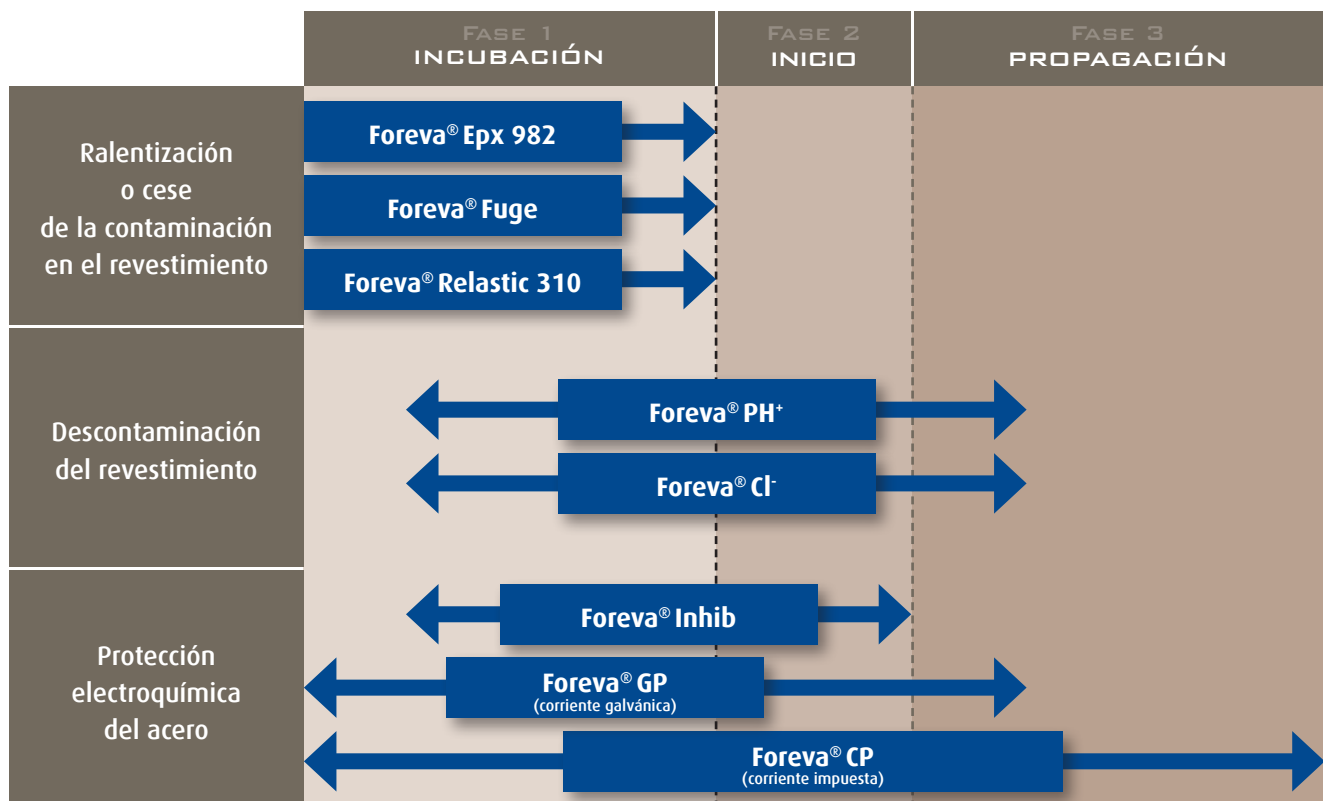 Fase 1
INCUBACIÓN
Fase 2
INICIO
Fase 3
PROPAGACIÓN
Ralentización
o cese
de la contaminación
en el revestimiento
Foreva® Epx 982
Foreva® Fuge
Foreva® Relastic 310
Descontaminación
del revestimiento
Foreva® PH⁺
Foreva® Cl⁻
Protección
electroquímica
del acero
Foreva® Inhib
Foreva® GP
(corriente galvánica)
Foreva® CP
(corriente impuesta)